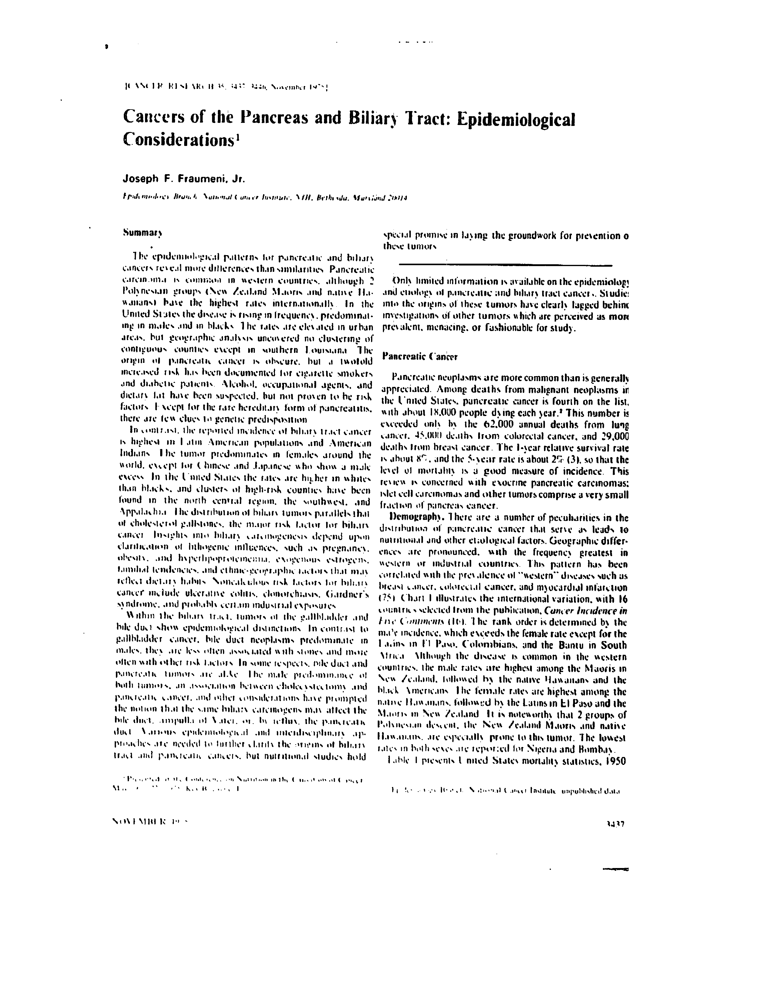 [CANCER RESEARCH 35, 3437-3446, November 1975]
Cancers of the Pancreas and Biliary Tract: Epidemiological
Considerations¹
Joseph F. Fraumeni, Jr.
Epidemiology Branch, National Cancer Institute, NIH, Bethesda, Maryland 20014
Summary
The epidemiological patterns for pancreatic and biliary
cancers reveal more differences than similarities. Pancreatic
carcinoma is common in western countries, although 2
Polynesian groups (New Zealand Maoris and native Ha-
waiians) have the highest rates internationally. In the
United States the disease is rising in frequency, predominat-
ing in males and in blacks. The rates are elevated in urban
areas, but geographic analysis uncovered no clustering of
contiguous counties except in southern Louisiana. The
origin of pancreatic cancer is obscure, but a twofold
increased risk has been documented for cigarette smokers
and diabetic patients. Alcohol, occupational agents, and
dietary fat have been suspected, but not proven to be risk
factors. Except for the rare hereditary form of pancreatitis,
there are few clues to genetic predisposition.
In contrast, the reported incidence of biliary tract cancer
is highest in Latin American populations and American
Indians. The tumor predominates in females around the
world, except for Chinese and Japanese who show a male
excess. In the United States the rates are higher in whites
than blacks, and clusters of high-risk counties have been
found in the north central region, the southwest, and
Appalachia. The distribution of biliary tumors parallels that
of cholesterol gallstones, the major risk factor for biliary
cancer. Insights into biliary carcinogenesis depend upon
clarification of lithogenic influences, such as pregnancy,
obesity, and hyperlipoproteinemia, exogenous estrogens,
familial tendencies, and ethnic-geographic factors that may
reflect dietary habits. Noncalculous risk factors for biliary
cancer include ulcerative colitis, clonorchiasis, Gardner's
syndrome, and probably certain industrial exposures.
Within the biliary tract, tumors of the gallbladder and
bile duct show epidemiological distinctions. In contrast to
gallbladder cancer, bile duct neoplasms predominate in
males, they are less often associated with stones and more
often with other risk factors. In some respects, bile duct and
pancreatic tumors are alike. The male predominance of
both tumors, an association between cholecystectomy and
pancreatic cancer, and other considerations have prompted
the notion that the same biliary carcinogens may affect the
bile duct, ampulla of Vater, or, by reflux, the pancreatic
duct. Various epidemiological and interdisciplinary ap-
proaches are needed to further clarify the origins of biliary
tract and pancreatic cancers, but nutritional studies hold
¹ Presented at the Conference on Nutrition in the Causation of Cancer
NOVEMBER 1975
special promise in laying the groundwork for prevention o
these tumors
Only limited information is available on the epidemiology
and etiology of pancreatic and biliary tract cancers. Studies
into the origins of these tumors have clearly lagged behind
investigations of other tumors which are perceived as more
prevalent, menacing, or fashionable for study.
Pancreatic Cancer
Pancreatic neoplasms are more common than is generally
appreciated. Among deaths from malignant neoplasms in
the United States, pancreatic cancer is fourth on the list,
with about 18,000 people dying each year.² This number is
exceeded only by the 62,000 annual deaths from lung
cancer, 45,000 deaths from colorectal cancer, and 29,000
deaths from breast cancer. The 1-year relative survival rate
is about 8%, and the 5-year rate is about 2% (3), so that the
level of mortality is a good measure of incidence. This
review is concerned with exocrine pancreatic carcinomas;
islet cell carcinomas and other tumors comprise a very small
fraction of pancreas cancer.
Demography. There are a number of peculiarities in the
distribution of pancreatic cancer that serve as leads to
nutritional and other etiological factors. Geographic differ-
ences are pronounced, with the frequency greatest in
western or industrial countries. This pattern has been
correlated with the prevalence of "western" diseases such as
breast cancer, colorectal cancer, and myocardial infarction
(75). Chart 1 illustrates the international variation, with 16
countries selected from the publication, Cancer Incidence in
Five Continents (16). The rank order is determined by the
male incidence, which exceeds the female rate except for the
Latins in El Paso, Colombians, and the Bantu in South
Africa. Although the disease is common in the western
countries, the male rates are highest among the Maoris in
New Zealand, followed by the native Hawaiians and the
black Americans. The female rates are highest among the
native Hawaiians, followed by the Latins in El Paso and the
Maoris in New Zealand. It is noteworthy that 2 groups of
Polynesian descent, the New Zealand Maoris and native
Hawaiians, are especially prone to this tumor. The lowest
rates in both sexes are reported for Nigeria and Bombay.
Table 1 presents United States mortality statistics, 1950
National Cancer Institute, unpublished data
3437